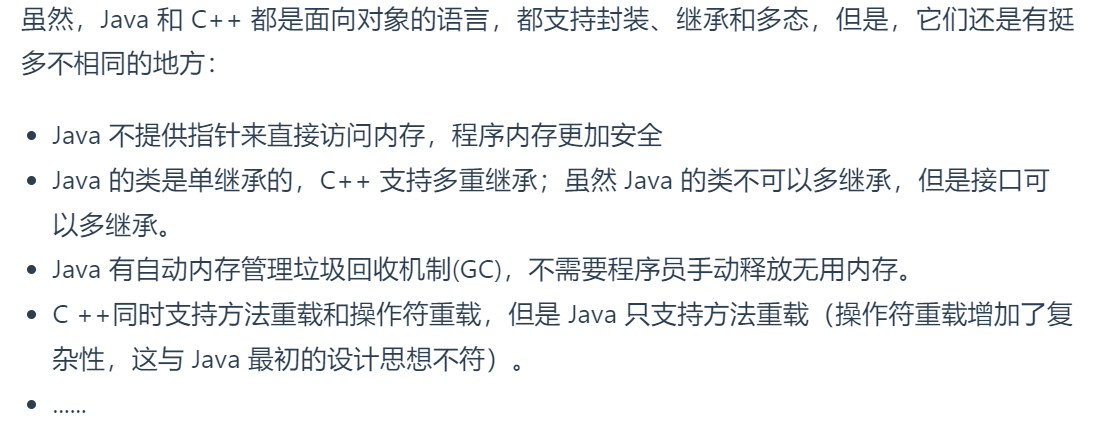 虽然，Java 和 C++ 都是面向对象的语言，都支持封装、继承和多态，但是，它们还是有挺
多不相同的地方：
• Java 不提供指针来直接访问内存，程序内存更加安全
• Java 的类是单继承的，C++ 支持多重继承；虽然 Java 的类不可以多继承，但是接口可
以多继承。
• Java 有自动内存管理垃圾回收机制(GC)，不需要程序员手动释放无用内存。
• C ++同时支持方法重载和操作符重载，但是 Java 只支持方法重载（操作符重载增加了复
杂性，这与 Java 最初的设计思想不符）。
• ......